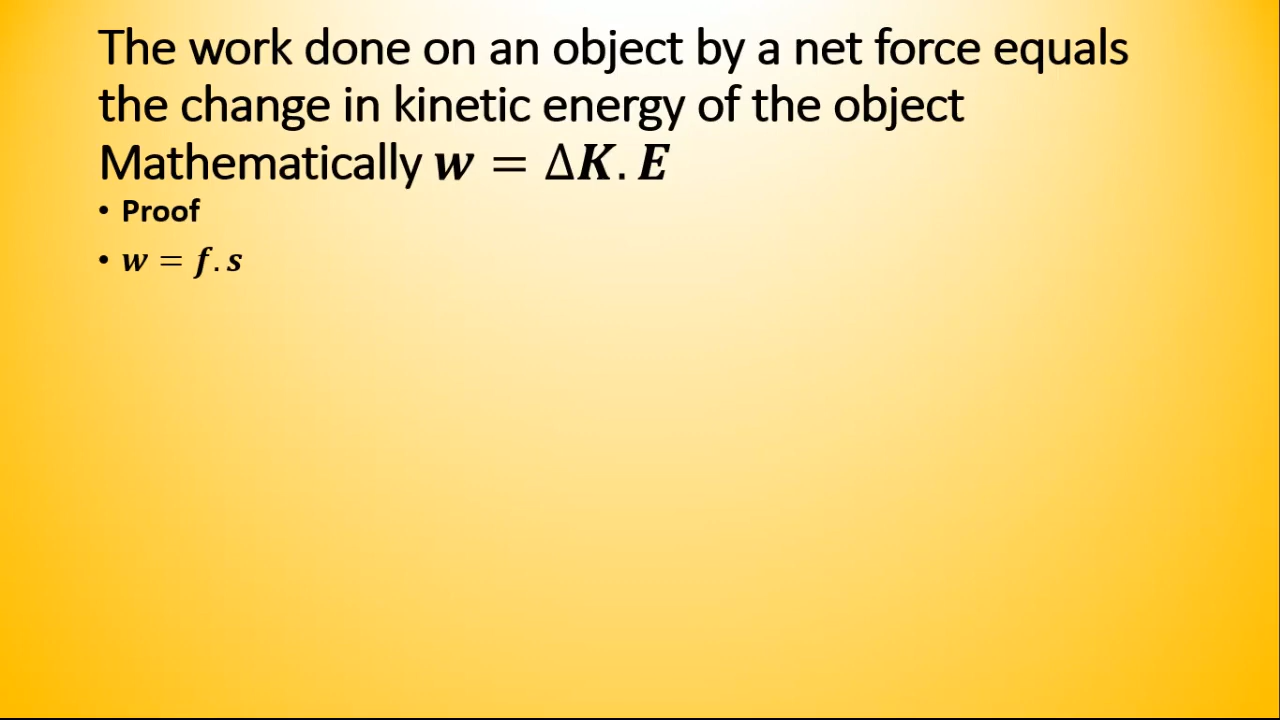 The work done on an object by a net force equals
the change in kinetic energy of the object
Mathematically w = ΔK.E
• Proof
• w = f.s